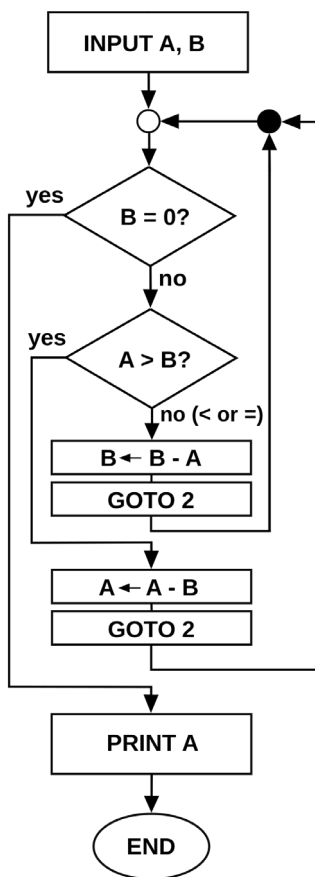 INPUT A, B
yes
B = 0?
no
yes
A > B?
no (< or =)
B ← B - A
GOTO 2
A ← A - B
GOTO 2
PRINT A
END